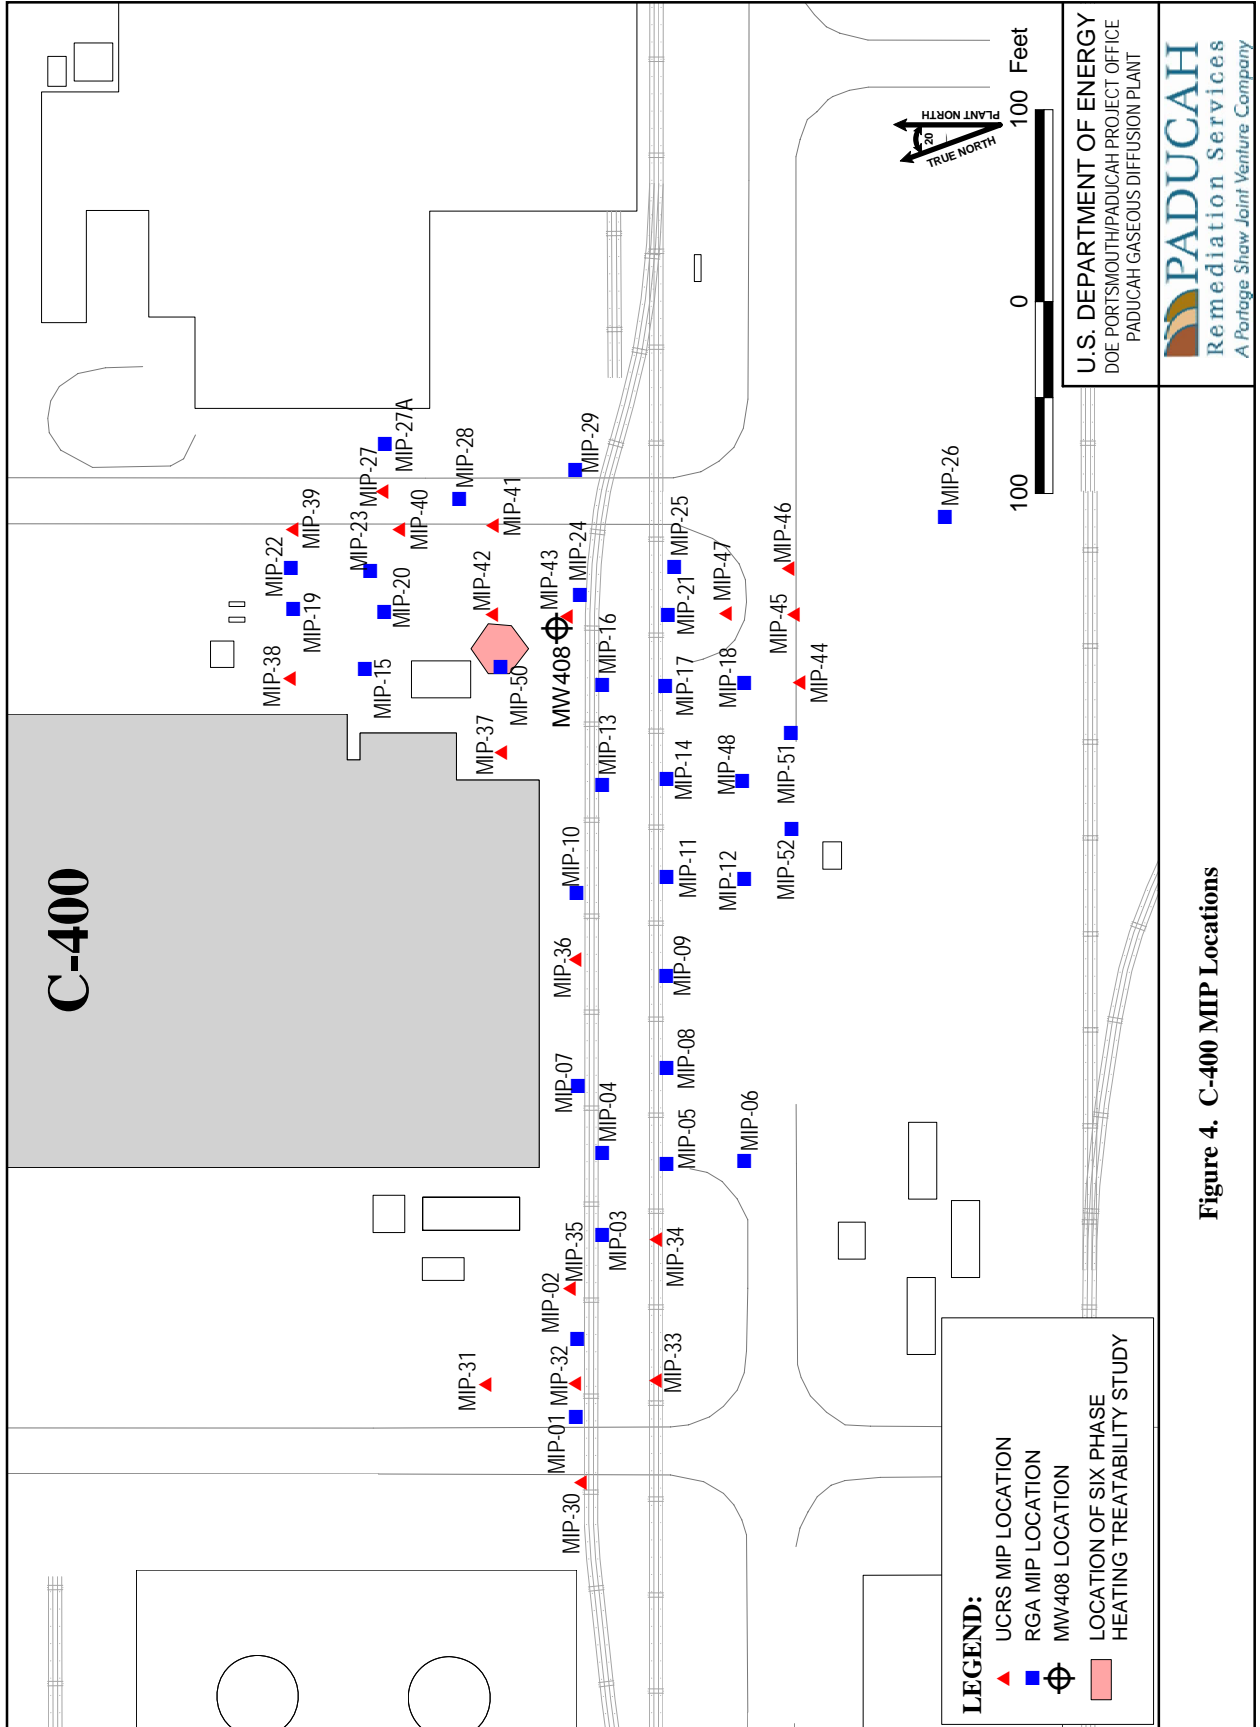 C-400
MIP-38
MIP-19
MIP-22
MIP-39
MIP-15
MIP-20
MIP-23
MIP-40
MIP-27
MIP-27A
MIP-28
MIP-41
MIP-42
MIP-50
MIP-37
MW408
MIP-43
MIP-24
MIP-29
MIP-16
MIP-13
MIP-10
MIP-36
MIP-07
MIP-04
MIP-03
MIP-35
MIP-02
MIP-32
MIP-31
MIP-01
MIP-30
MIP-33
MIP-34
MIP-05
MIP-08
MIP-09
MIP-11
MIP-14
MIP-17
MIP-21
MIP-25
MIP-06
MIP-12
MIP-48
MIP-18
MIP-47
MIP-52
MIP-51
MIP-44
MIP-45
MIP-46
MIP-26
TRUE NORTH
20
PLANT NORTH
100 0 100 Feet
LEGEND:
UCRS MIP LOCATION
RGA MIP LOCATION
MW408 LOCATION
LOCATION OF SIX PHASE
HEATING TREATABILITY STUDY
U.S. DEPARTMENT OF ENERGY
DOE PORTSMOUTH/PADUCAH PROJECT OFFICE
PADUCAH GASEOUS DIFFUSION PLANT
PADUCAH
Remediation Services
A Portage Shaw Joint Venture Company
Figure 4. C-400 MIP Locations